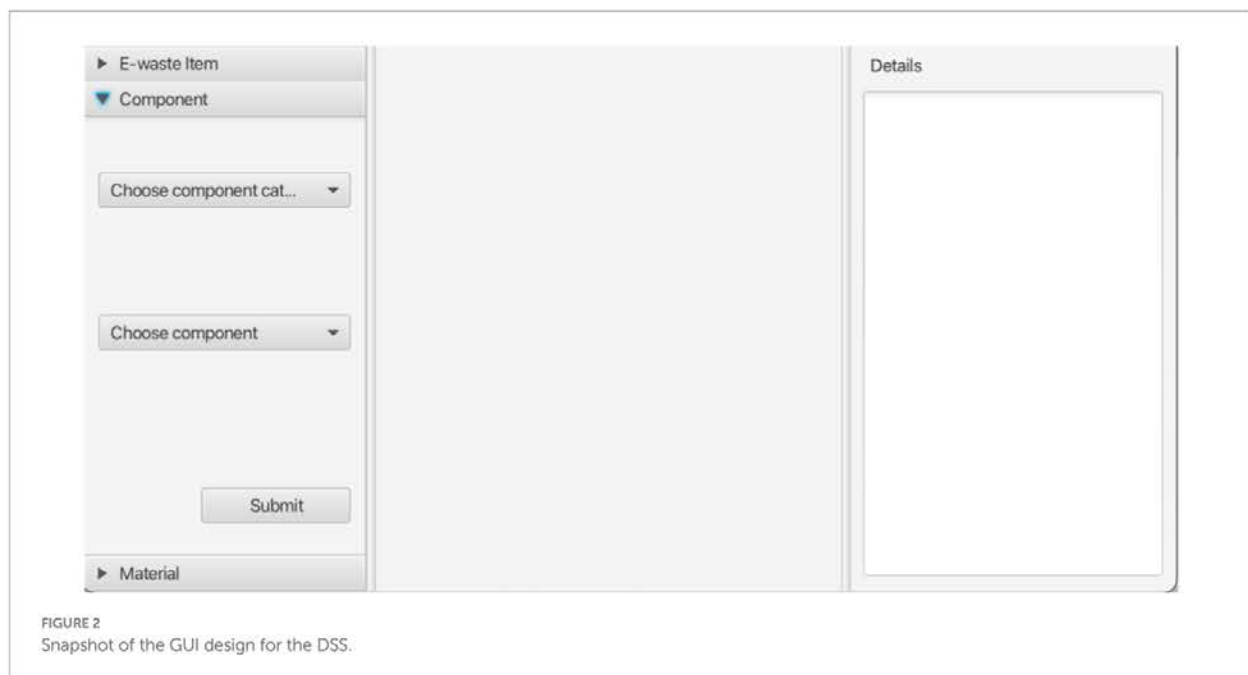 E-waste Item
Component
Choose component cat...
Choose component
Submit
Material
Details
FIGURE 2
Snapshot of the GUI design for the DSS.